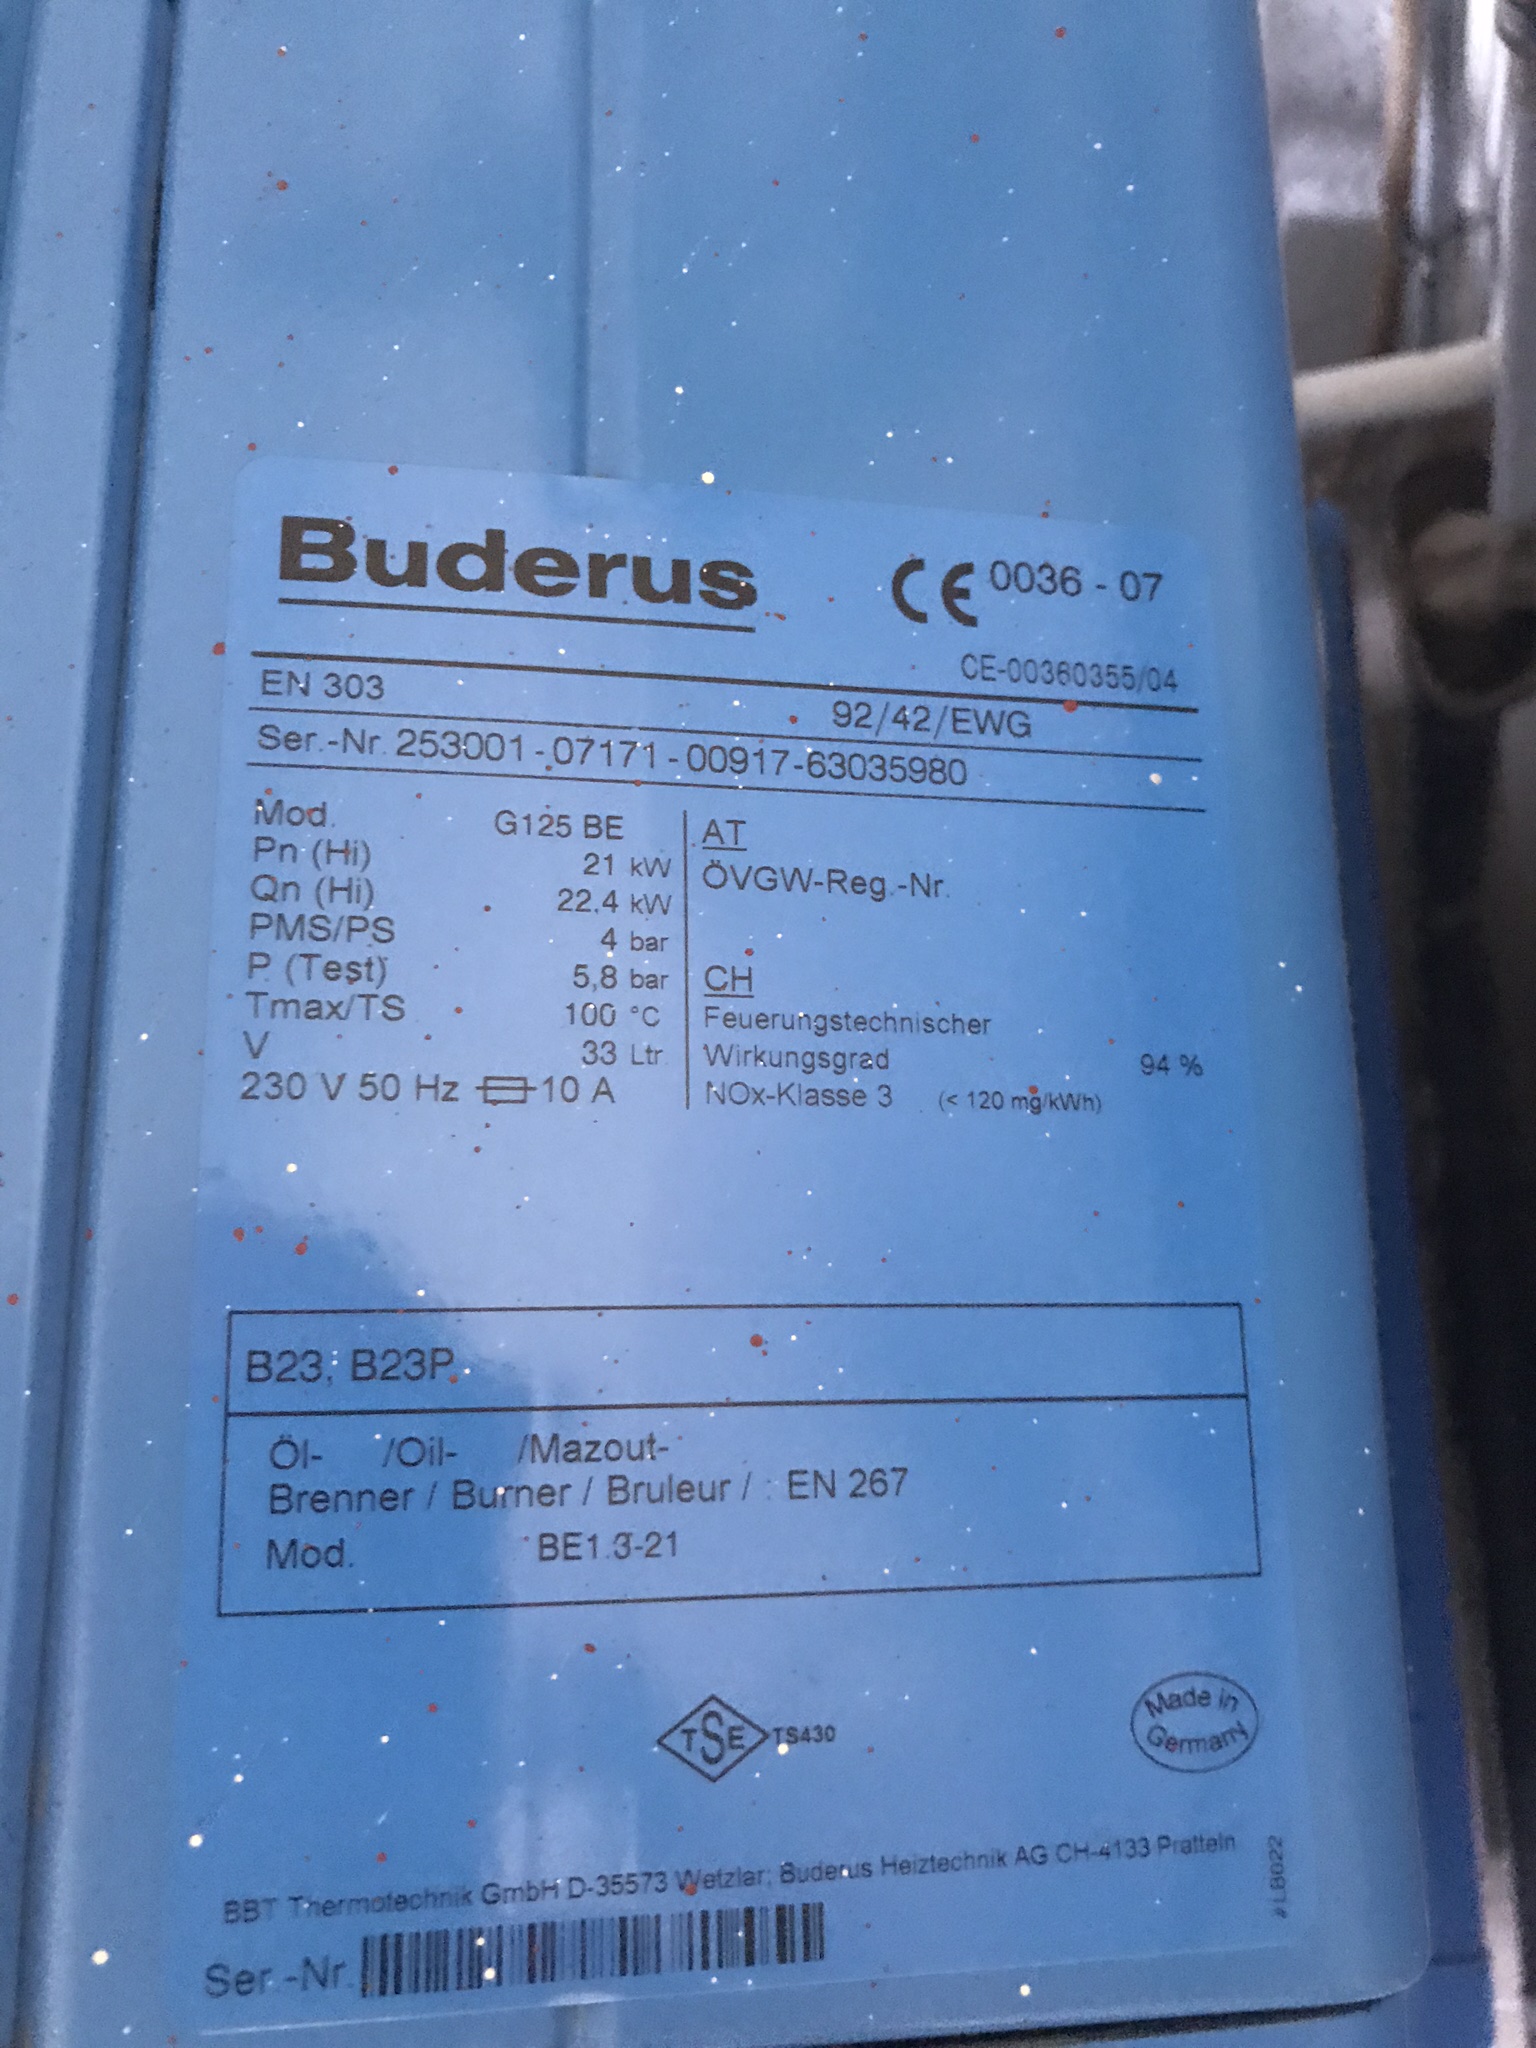 Buderus
CE 0036 - 07
CE-00360355/04
EN 303
92/42/EWG
Ser.-Nr. 253001-07171-00917-63035980
Mod. G125 BE
Pn (Hi) 21 kW
Qn (Hi) 22,4 kW
PMS/PS 4 bar
P (Test) 5,8 bar
Tmax/TS 100 °C
V 33 Ltr
230 V 50 Hz 10 A
AT
ÖVGW-Reg.-Nr.
CH
Feuerungstechnischer
Wirkungsgrad 94 %
NOx-Klasse 3 (< 120 mg/kWh)
B23; B23P
Öl- /Oil- /Mazout-
Brenner / Burner / Bruleur / : EN 267
Mod. BE1.3-21
TSE TS430
Made in
Germany
BBT Thermotechnik GmbH D-35573 Wetzlar; Buderus Heiztechnik AG CH-4133 Pratteln
Ser.-Nr.